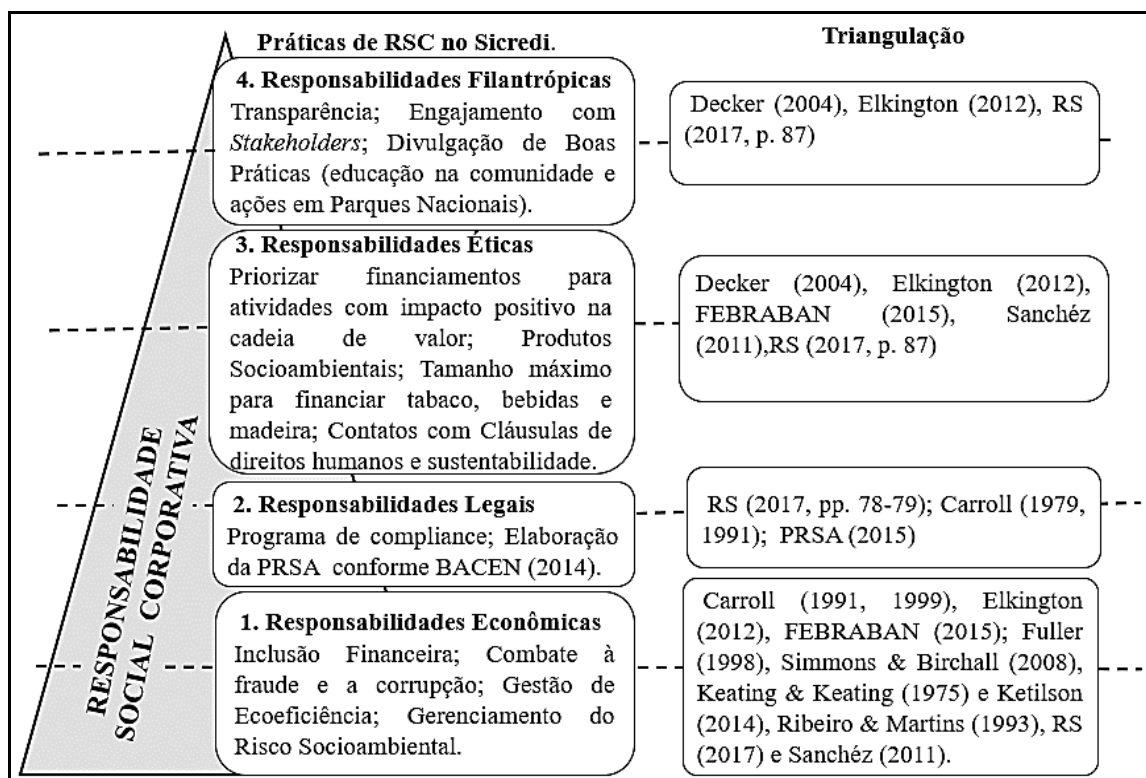 Práticas de RSC no Sicredi.
Triangulação
4. Responsabilidades Filantrópicas
Transparência; Engajamento com
Stakeholders; Divulgação de Boas
Práticas (educação na comunidade e
ações em Parques Nacionais).
Decker (2004), Elkington (2012), RS
(2017, p. 87)
3. Responsabilidades Éticas
Priorizar financiamentos para
atividades com impacto positivo na
cadeia de valor; Produtos
Socioambientais; Tamanho máximo
para financiar tabaco, bebidas e
madeira; Contatos com Cláusulas de
direitos humanos e sustentabilidade.
Decker (2004), Elkington (2012),
FEBRABAN (2015), Sanchéz
(2011),RS (2017, p. 87)
2. Responsabilidades Legais
Programa de compliance; Elaboração
da PRSA conforme BACEN (2014).
RS (2017, pp. 78-79); Carroll (1979,
1991); PRSA (2015)
1. Responsabilidades Econômicas
Inclusão Financeira; Combate à
fraude e a corrupção; Gestão de
Ecoeficiência; Gerenciamento do
Risco Socioambiental.
Carroll (1991, 1999), Elkington
(2012), FEBRABAN (2015); Fuller
(1998), Simmons & Birchall (2008),
Keating & Keating (1975) e Ketilson
(2014), Ribeiro & Martins (1993), RS
(2017) e Sanchéz (2011).
RESPONSABILIDADE
SOCIAL CORPORATIVA